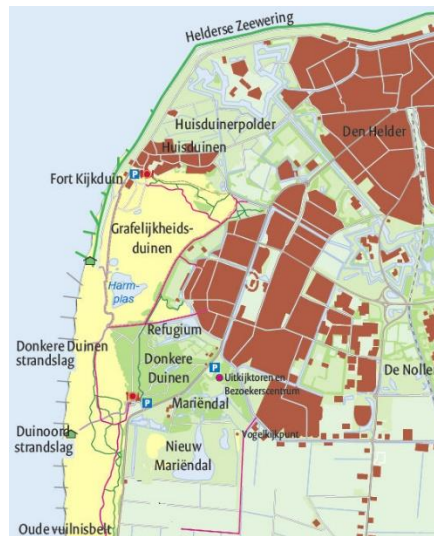 Helderse Zeewering
Huisduinerpolder
Den Helder
Huisduinen
Fort Kijkduin
P
Grafelijkheids-
duinen
Harm-
plas
Refugium
Donkere Duinen
strandslag
Donkere
Duinen
P
Uitkijktoren en
Bezoekerscentrum
De Nolle
P
Mariëndal
Duinoord
strandslag
Vogelkijkpunt
Nieuw
Mariëndal
Oude vuilnisbelt